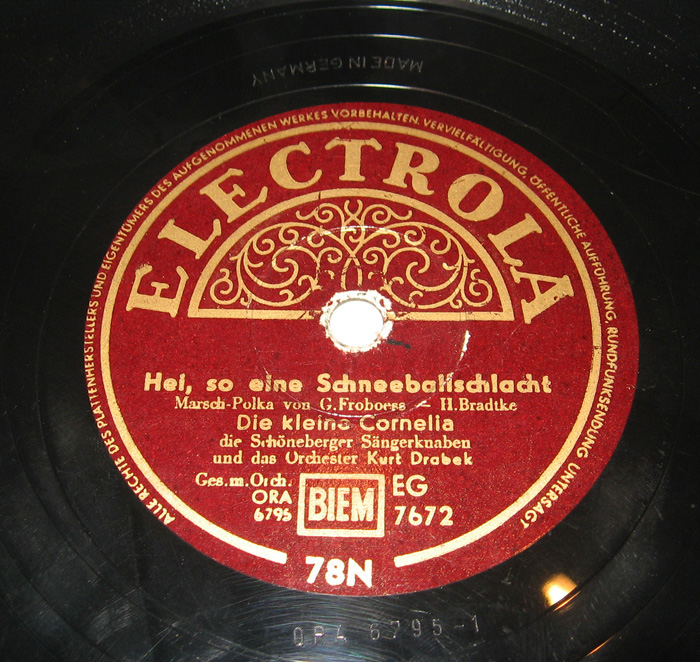 MADE IN GERMANY
ALLE RECHTE DES PLATTENHERSTELLERS UND EIGENTÜMERS DES AUFGENOMMENEN WERKES VORBEHALTEN. VERVIELFÄLTIGUNG, ÖFFENTLICHE AUFFÜHRUNG, RUNDFUNKSENDUNG UNTERSAGT
ELECTROLA
Hei, so eine Schneeballschlacht
Marsch-Polka von G. Froboess – H. Bradtke
Die kleine Cornelia
die Schöneberger Sängerknaben
und das Orchester Kurt Drabek
Ges. m. Orch.
ORA
6795
BIEM
EG
7672
78N
6795-1